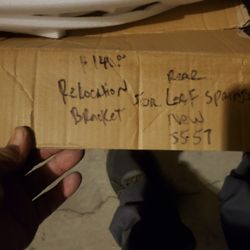 $140.00
Relocation
Bracket
Rear
For Leaf Springs
New
5557